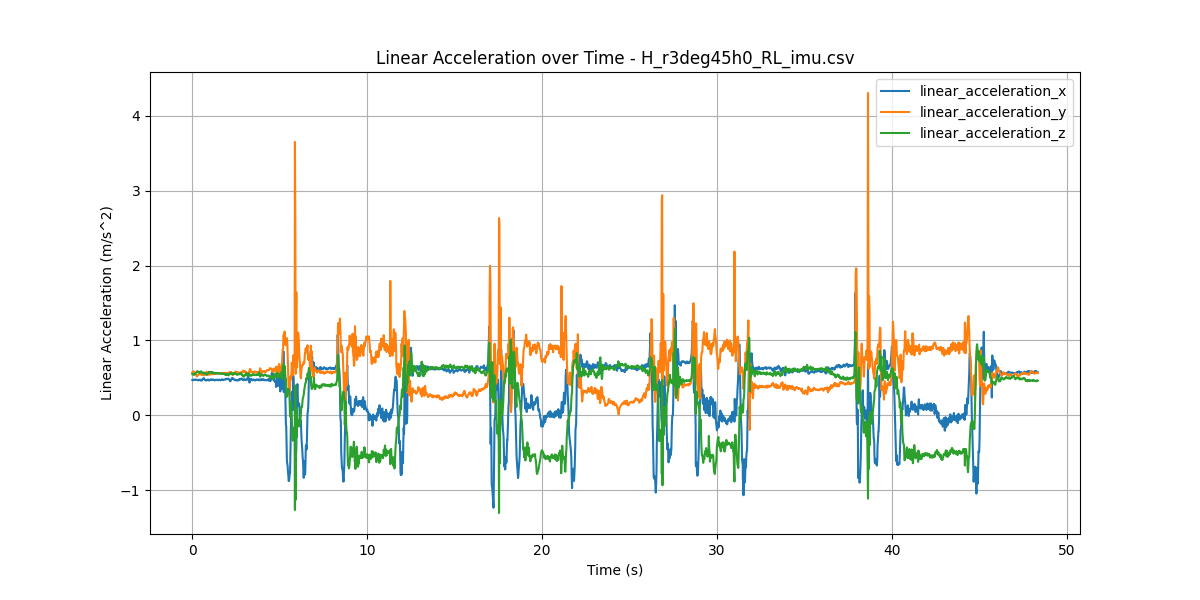 Linear Acceleration over Time - H_r3deg45h0_RL_imu.csv
linear_acceleration_x
linear_acceleration_y
linear_acceleration_z
Linear Acceleration (m/s^2)
4
3
2
1
0
−1
0 10 20 30 40 50
Time (s)